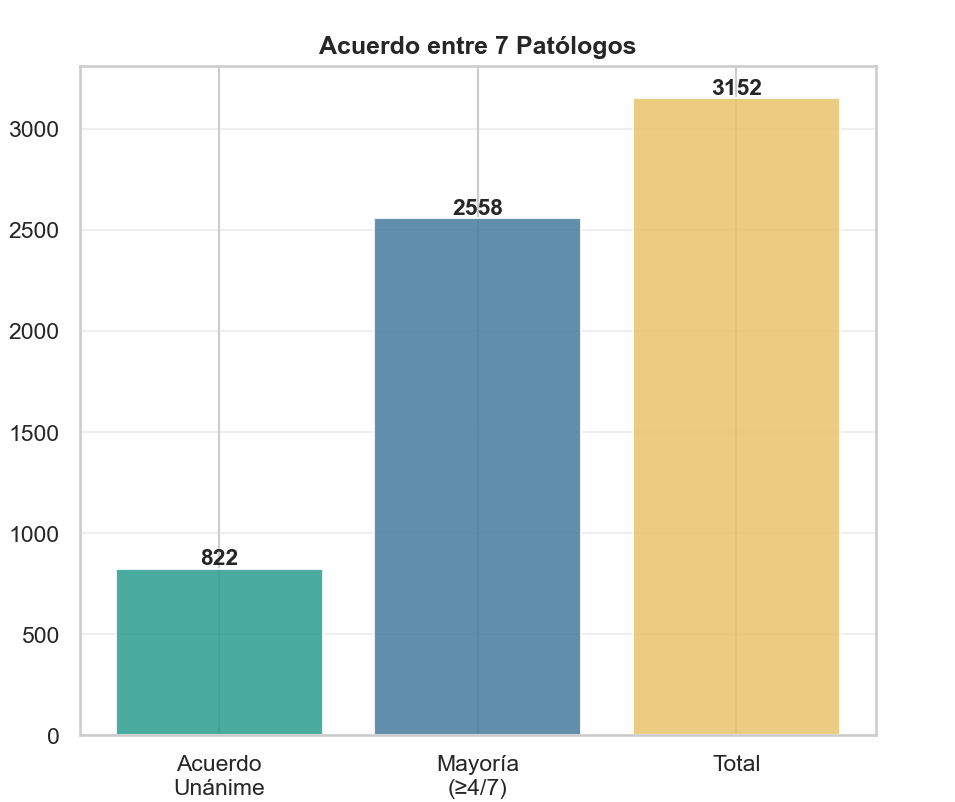 Acuerdo entre 7 Patólogos
3152
3000
2558
2500
2000
1500
1000
822
500
0
Acuerdo
Unánime
Mayoría
(≥4/7)
Total